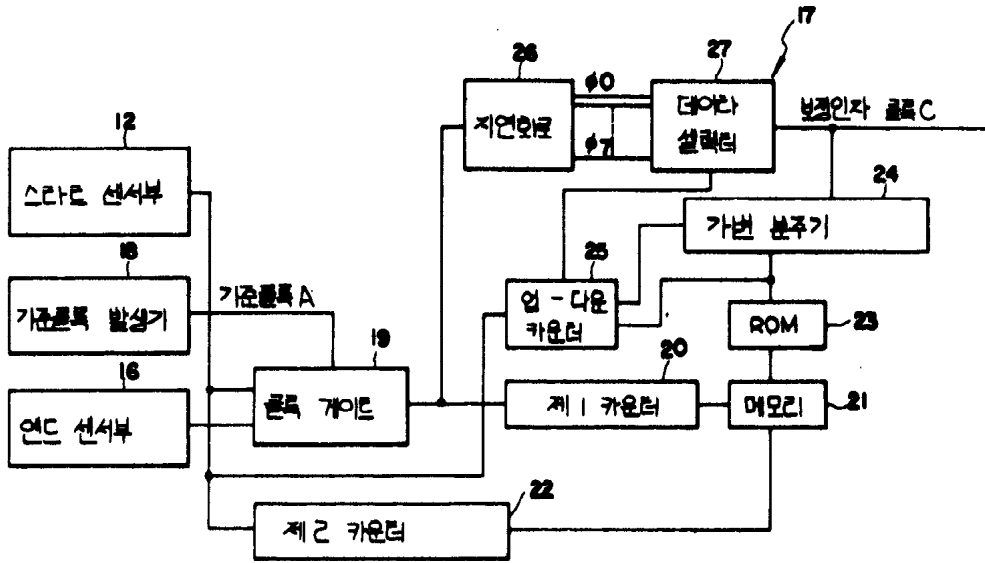 17
26
27
φ0
φ7
지연회로
데이타
셀렉터
보정인자 클록C
12
스타트 센서부
24
가변 분주기
18
기준클록 발생기
기준클록A
25
업-다운
카운터
ROM
23
16
엔드 센서부
19
클록 게이트
20
제1카운터
메모리
21
22
제2 카운터